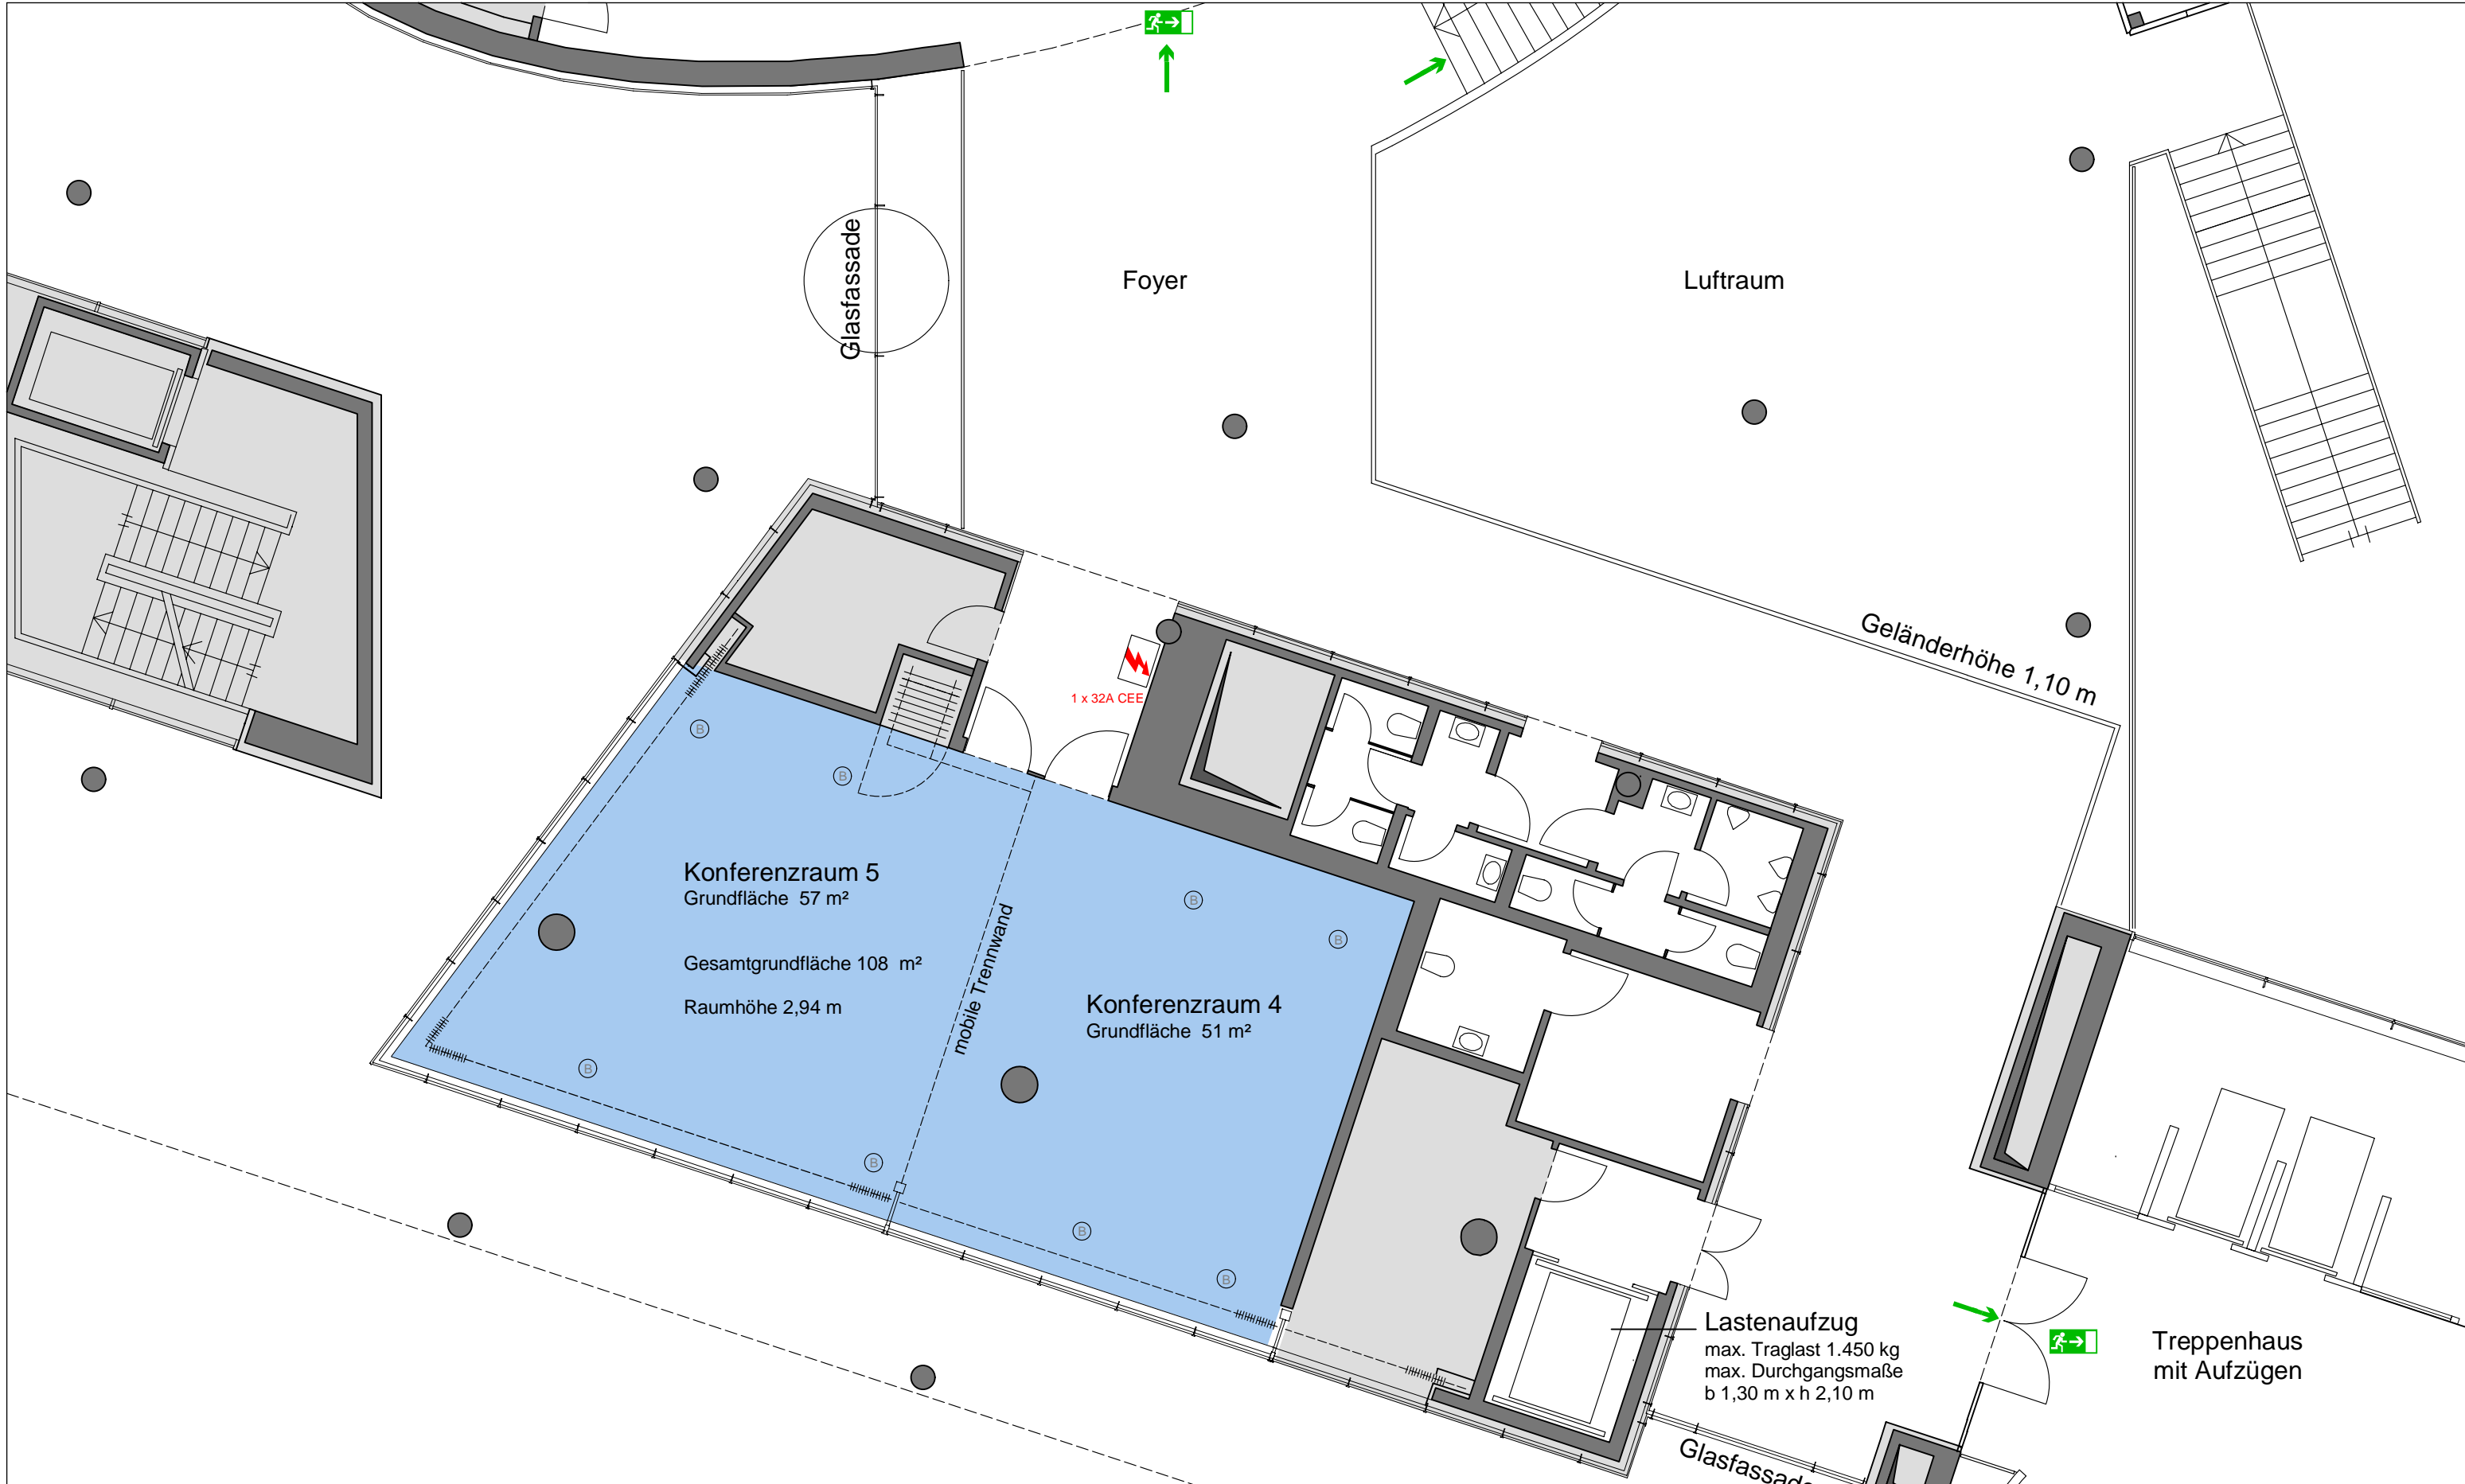 Glasfassade
Foyer
Luftraum
Geländerhöhe 1,10 m
1 x 32A CEE
B
B
Konferenzraum 5
Grundfläche 57 m²
Gesamtgrundfläche 108 m²
Raumhöhe 2,94 m
mobile Trennwand
B
B
Konferenzraum 4
Grundfläche 51 m²
B
B
B
B
Lastenaufzug
max. Traglast 1.450 kg
max. Durchgangsmaße
b 1,30 m x h 2,10 m
Treppenhaus
mit Aufzügen
Glasfassade